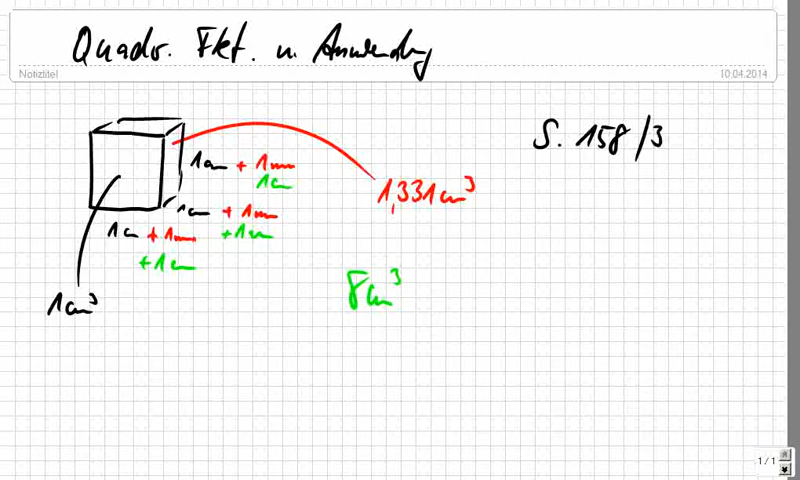 Quadr. Fkt. u. Anwendung
Notiztitel
10.04.2014
S. 158/3
1cm + 1mm
1cm
1,331cm³
1cm + 1mm
+1cm
1cm + 1mm
+1cm
8cm³
1cm³
1/1